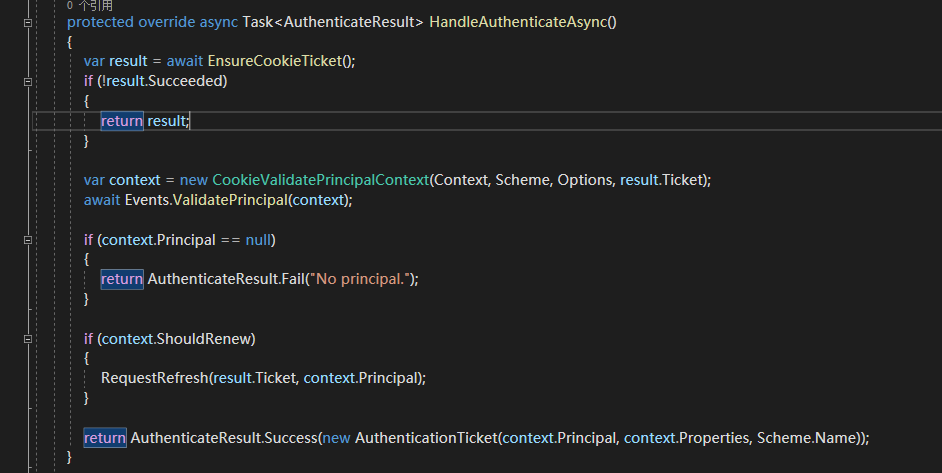 0 个引用
protected override async Task<AuthenticateResult> HandleAuthenticateAsync()
{
var result = await EnsureCookieTicket();
if (!result.Succeeded)
{
return result;
}
var context = new CookieValidatePrincipalContext(Context, Scheme, Options, result.Ticket);
await Events.ValidatePrincipal(context);
if (context.Principal == null)
{
return AuthenticateResult.Fail("No principal.");
}
if (context.ShouldRenew)
{
RequestRefresh(result.Ticket, context.Principal);
}
return AuthenticateResult.Success(new AuthenticationTicket(context.Principal, context.Properties, Scheme.Name));
}